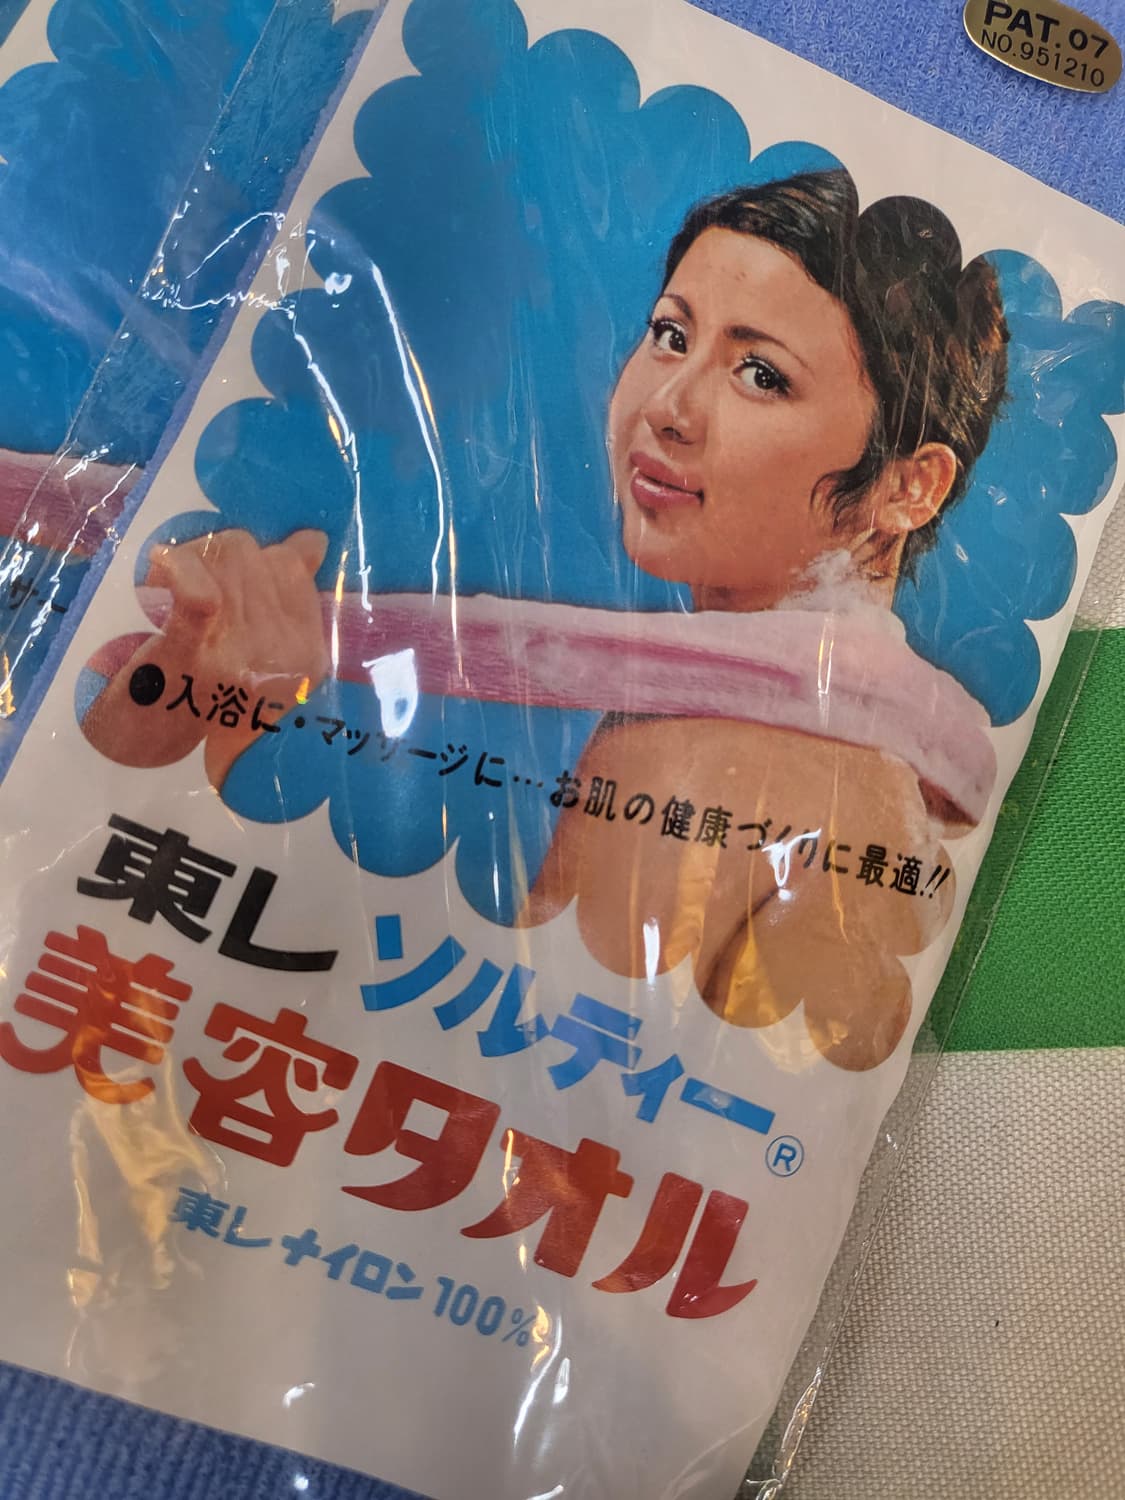 PAT.07
NO.951210
サー
●入浴に・マッサージに…お肌の健康づくりに最適!!
東レ ソルティー®
美容タオル
東レナイロン100%